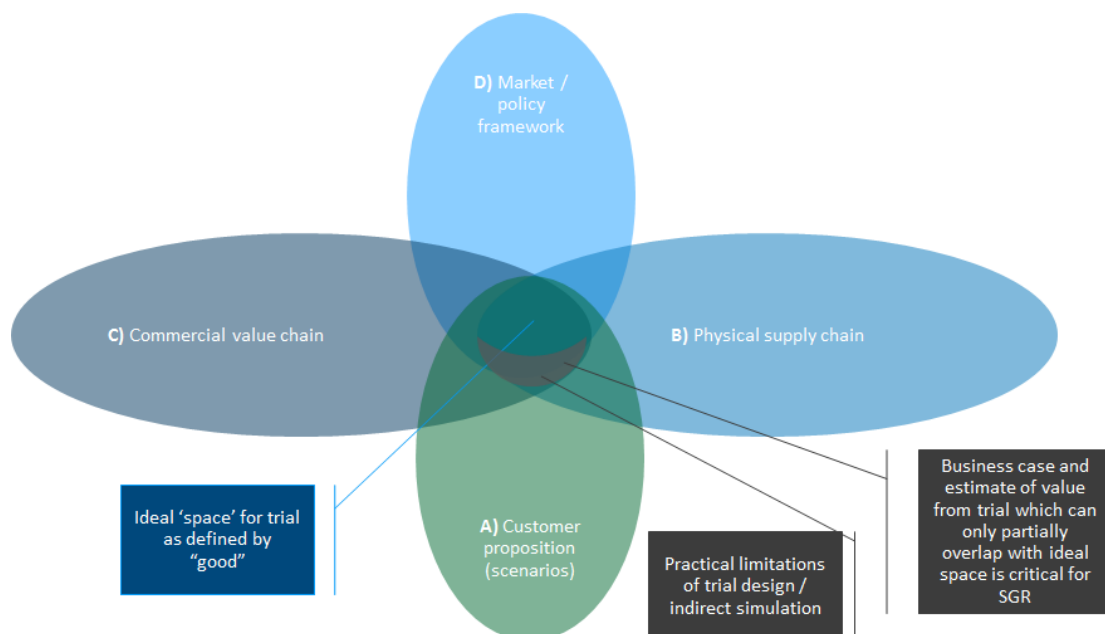 D) Market /
policy
framework
C) Commercial value chain
B) Physical supply chain
A) Customer
proposition
(scenarios)
Ideal ‘space’ for trial
as defined by
“good”
Practical limitations
of trial design /
indirect simulation
Business case and
estimate of value
from trial which can
only partially
overlap with ideal
space is critical for
SGR